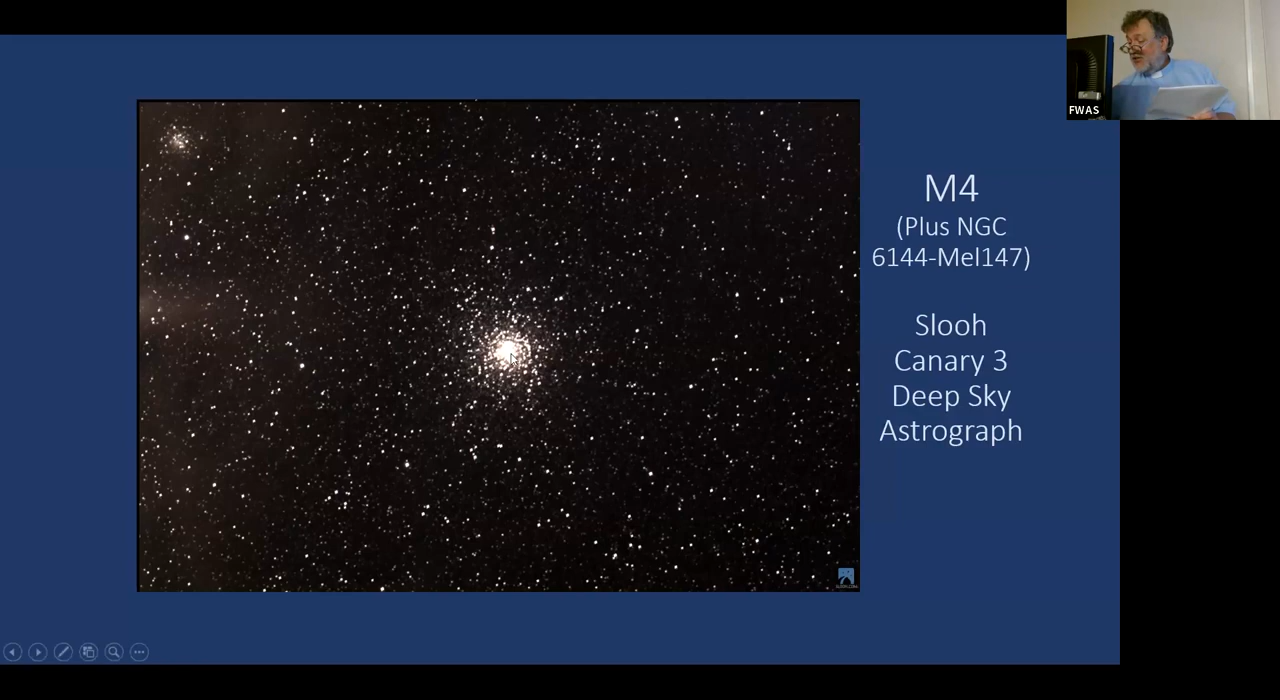 FWAS
M4
(Plus NGC
6144-Mel147)
Slooh
Canary 3
Deep Sky
Astrograph